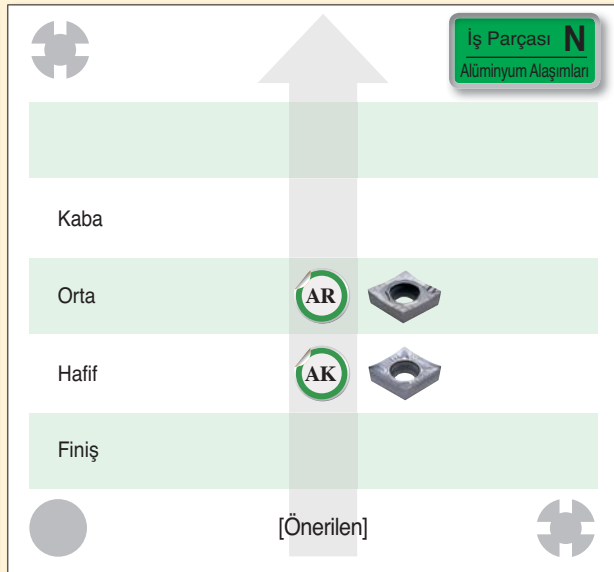 İş Parçası N
Alüminyum Alaşımları
Kaba
Orta AR
Hafif AK
Finiş
[Önerilen]